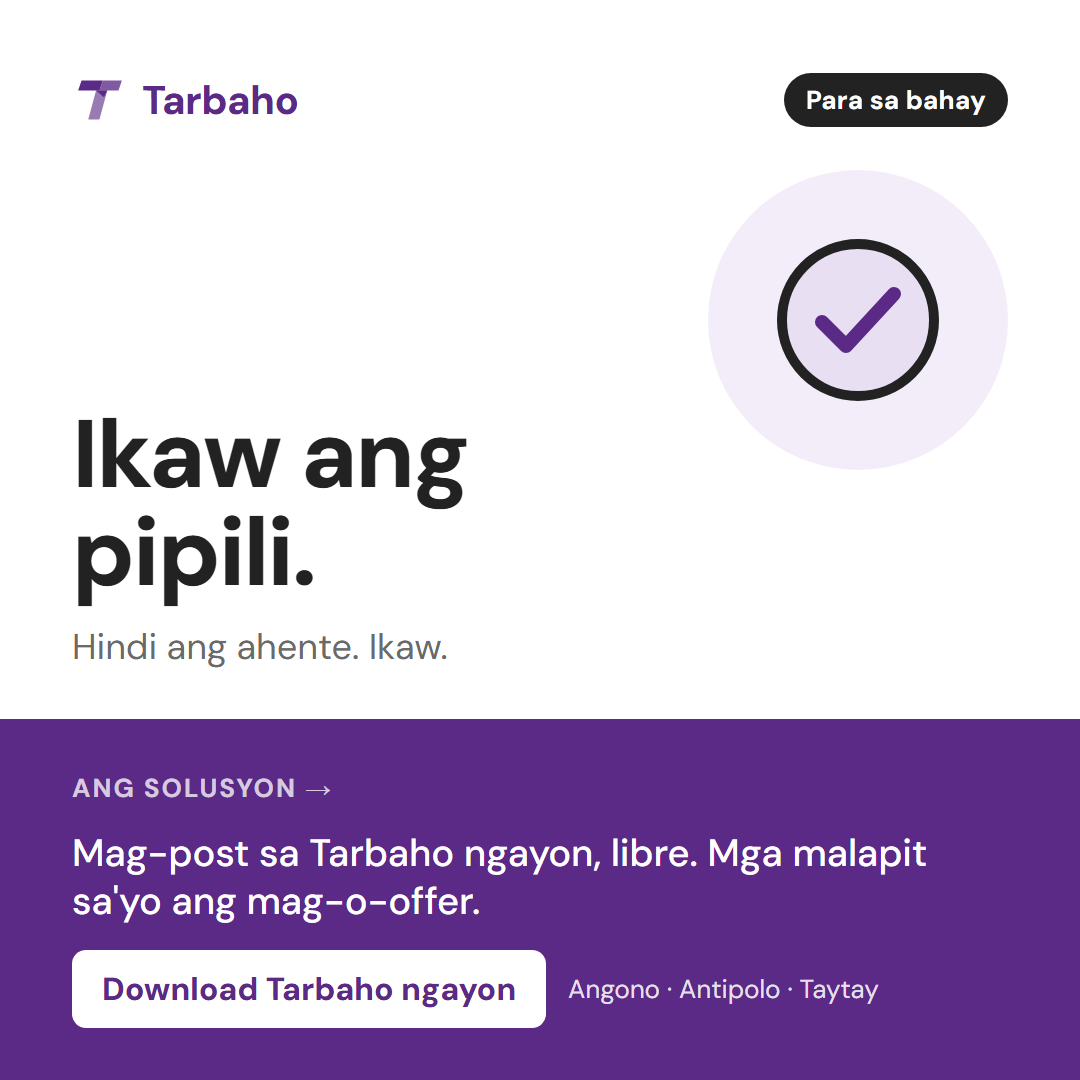 Tarbaho
Para sa bahay
Ikaw ang
pipili.
Hindi ang ahente. Ikaw.
ANG SOLUSYON →
Mag-post sa Tarbaho ngayon, libre. Mga malapit
sa'yo ang mag-o-offer.
Download Tarbaho ngayon
Angono · Antipolo · Taytay